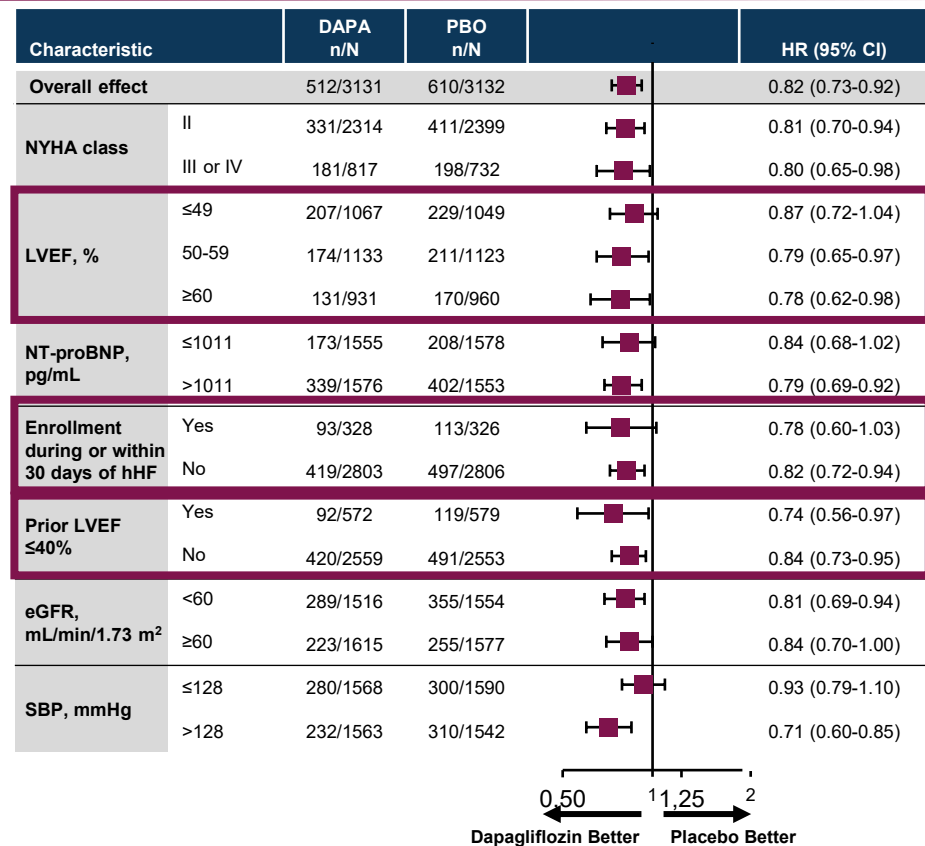 Characteristic DAPA n/N PBO n/N HR (95% CI)
Overall effect 512/3131 610/3132 0.82 (0.73-0.92)
NYHA class
II 331/2314 411/2399 0.81 (0.70-0.94)
III or IV 181/817 198/732 0.80 (0.65-0.98)
LVEF, %
≤49 207/1067 229/1049 0.87 (0.72-1.04)
50-59 174/1133 211/1123 0.79 (0.65-0.97)
≥60 131/931 170/960 0.78 (0.62-0.98)
NT-proBNP,
pg/mL
≤1011 173/1555 208/1578 0.84 (0.68-1.02)
>1011 339/1576 402/1553 0.79 (0.69-0.92)
Enrollment
during or within
30 days of hHF
Yes 93/328 113/326 0.78 (0.60-1.03)
No 419/2803 497/2806 0.82 (0.72-0.94)
Prior LVEF
≤40%
Yes 92/572 119/579 0.74 (0.56-0.97)
No 420/2559 491/2553 0.84 (0.73-0.95)
eGFR,
mL/min/1.73 m²
<60 289/1516 355/1554 0.81 (0.69-0.94)
≥60 223/1615 255/1577 0.84 (0.70-1.00)
SBP, mmHg
≤128 280/1568 300/1590 0.93 (0.79-1.10)
>128 232/1563 310/1542 0.71 (0.60-0.85)
0,50 1 1,25 2
Dapagliflozin Better Placebo Better